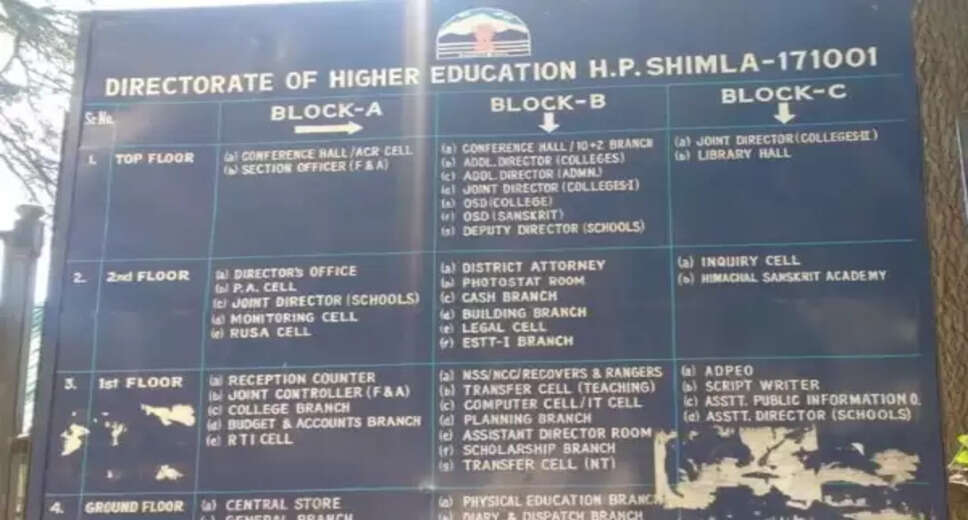 DIRECTORATE OF HIGHER EDUCATION H.P. SHIMLA-171001
Sr.No. BLOCK-A BLOCK-B BLOCK-C
1. TOP FLOOR
(a) CONFERENCE HALL/ACR CELL
(b) SECTION OFFICER (F&A)
(a) CONFERENCE HALL/10+2 BRANCH
(b) ADDL. DIRECTOR (COLLEGES)
(c) ADDL. DIRECTOR (ADMN.)
(d) JOINT DIRECTOR (COLLEGES-I)
(e) OSD (COLLEGE)
(f) OSD (SANSKRIT)
(g) DEPUTY DIRECTOR (SCHOOLS)
(a) JOINT DIRECTOR (COLLEGES-II)
(b) LIBRARY HALL
2. 2nd FLOOR
(a) DIRECTOR'S OFFICE
(b) P.A. CELL
(c) JOINT DIRECTOR (SCHOOLS)
(d) MONITORING CELL
(e) RUSA CELL
(a) DISTRICT ATTORNEY
(b) PHOTOSTAT ROOM
(c) CASH BRANCH
(d) BUILDING BRANCH
(e) LEGAL CELL
(f) ESTT-I BRANCH
(a) INQUIRY CELL
(b) HIMACHAL SANSKRIT ACADEMY
3. 1st FLOOR
(a) RECEPTION COUNTER
(b) JOINT CONTROLLER (F&A)
(c) COLLEGE BRANCH
(d) BUDGET & ACCOUNTS BRANCH
(e) RTI CELL
(a) NSS/NCC/RECOVERS & RANGERS
(b) TRANSFER CELL (TEACHING)
(c) COMPUTER CELL/IT CELL
(d) PLANNING BRANCH
(e) ASSISTANT DIRECTOR ROOM
(f) SCHOLARSHIP BRANCH
(g) TRANSFER CELL (NT)
(a) ADPEO
(b) SCRIPT WRITER
(c) ASSTT. PUBLIC INFORMATION O.
(d) ASSTT. DIRECTOR (SCHOOLS)
4. GROUND FLOOR
(a) CENTRAL STORE
GENERAL BRANCH
(a) PHYSICAL EDUCATION BRANCH
DIARY & DISPATCH BRANCH